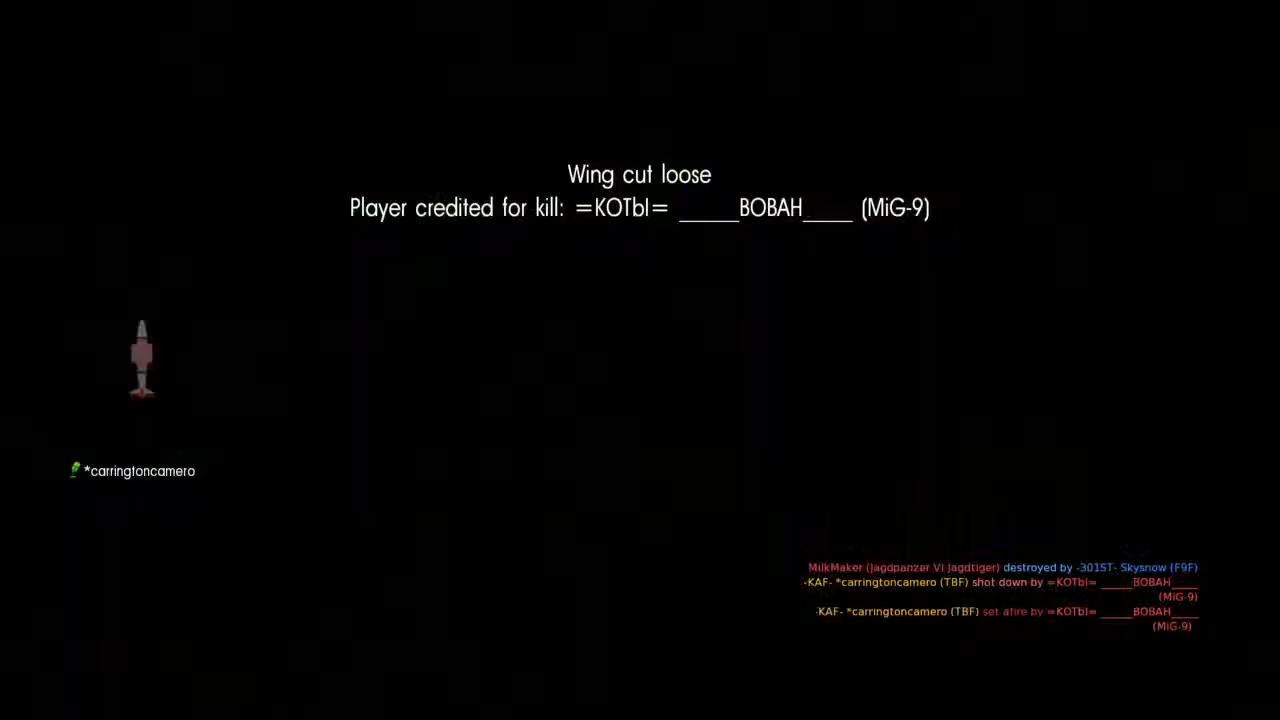 Wing cut loose
Player credited for kill: =KOTbI= _____BOBAH____ (MiG-9)
*carringtoncamero
MilkMaker (Jagdpanzer VI Jagdtiger) destroyed by -301ST- Skysnow (F9F)
-KAF- *carringtoncamero (TBF) shot down by =KOTbI= _____BOBAH____
(MiG-9)
-KAF- *carringtoncamero (TBF) set afire by =KOTbI= _____BOBAH____
(MiG-9)